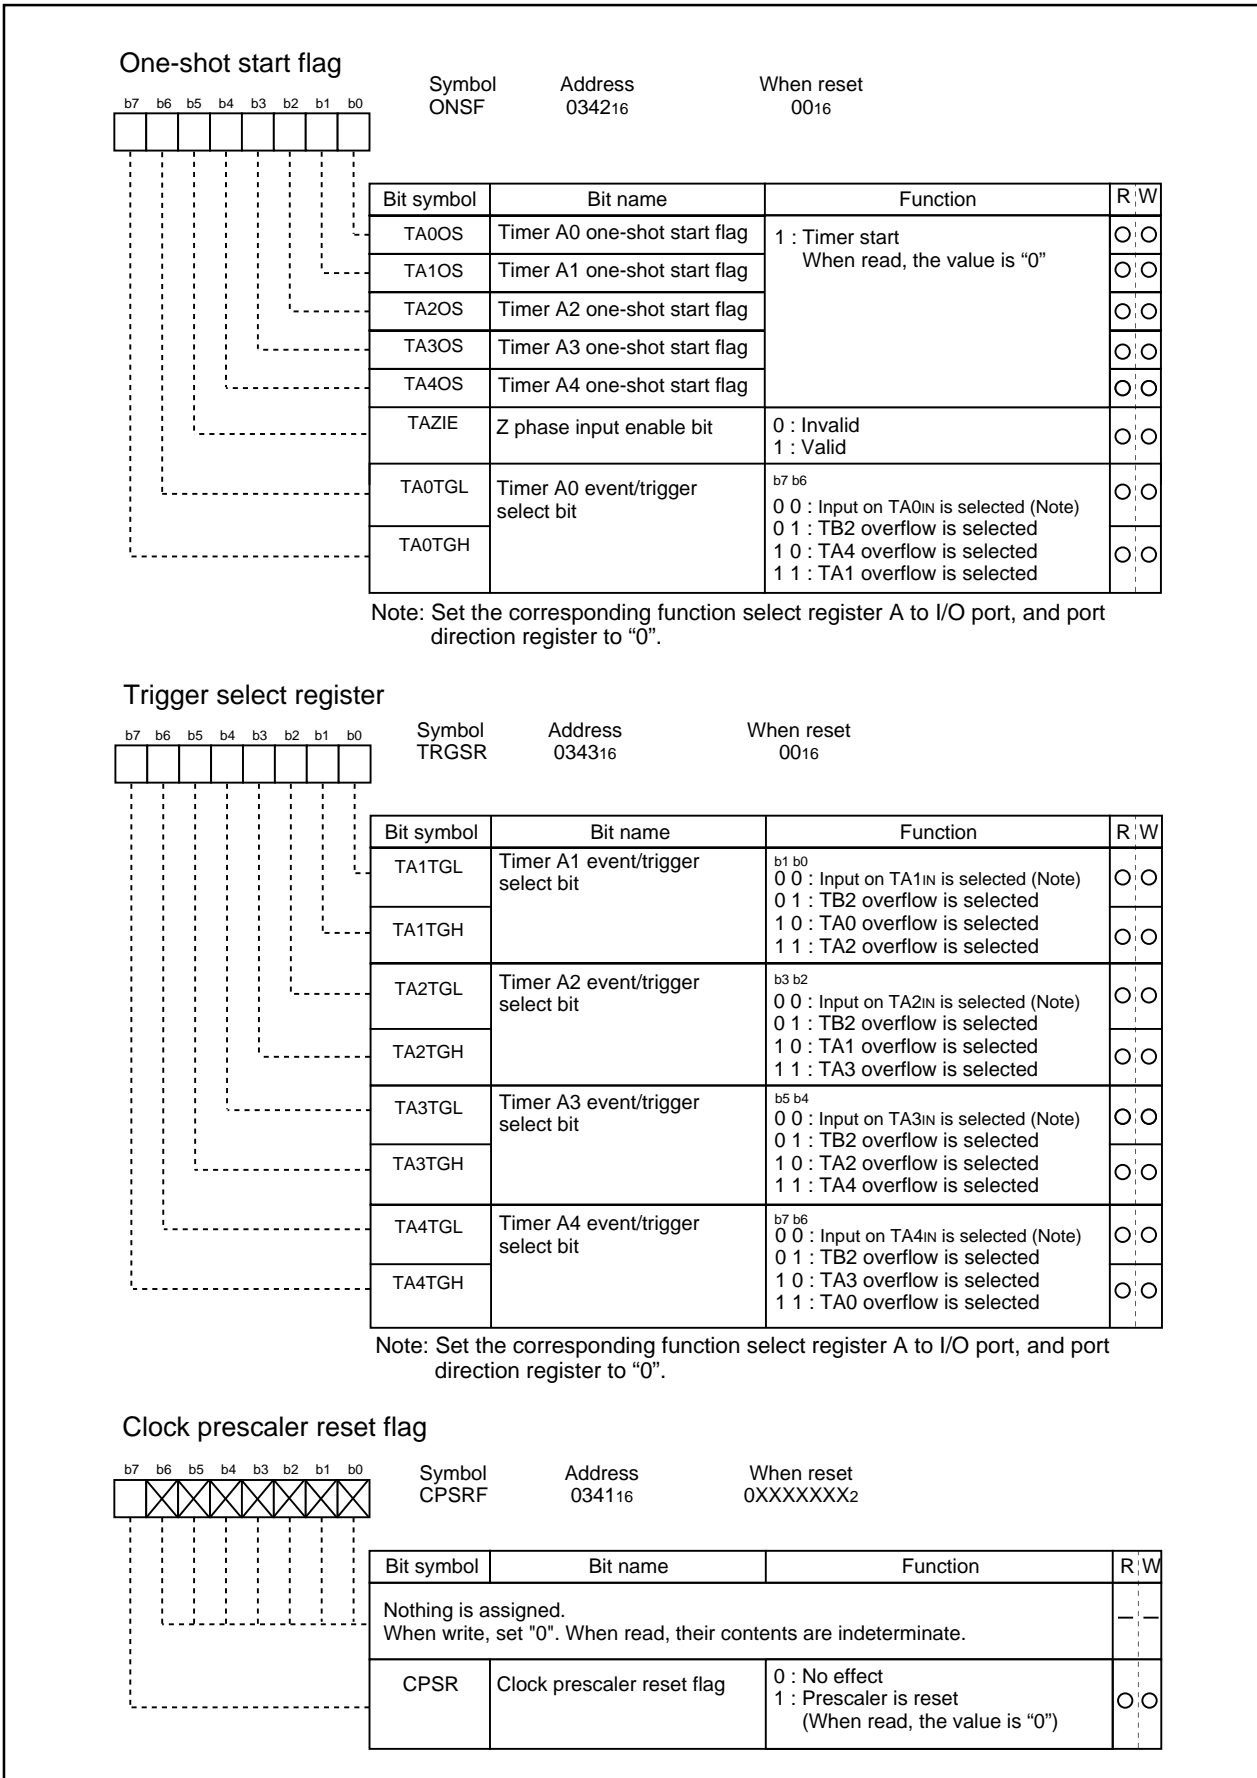 One-shot start flag
Symbol Address When reset
b7 b6 b5 b4 b3 b2 b1 b0
ONSF 034216 0016
Bit symbol Bit name Function R W
TA0OS Timer A0 one-shot start flag 1 : Timer start
When read, the value is “0”
TA1OS Timer A1 one-shot start flag
TA2OS Timer A2 one-shot start flag
TA3OS Timer A3 one-shot start flag
TA4OS Timer A4 one-shot start flag
TAZIE Z phase input enable bit 0 : Invalid
1 : Valid
TA0TGL Timer A0 event/trigger
select bit
b7 b6
0 0 : Input on TA0IN is selected (Note)
0 1 : TB2 overflow is selected
TA0TGH 1 0 : TA4 overflow is selected
1 1 : TA1 overflow is selected
Note: Set the corresponding function select register A to I/O port, and port
direction register to “0”.
Trigger select register
Symbol Address When reset
b7 b6 b5 b4 b3 b2 b1 b0
TRGSR 034316 0016
Bit symbol Bit name Function R W
TA1TGL Timer A1 event/trigger
select bit
b1 b0
0 0 : Input on TA1IN is selected (Note)
0 1 : TB2 overflow is selected
TA1TGH 1 0 : TA0 overflow is selected
1 1 : TA2 overflow is selected
TA2TGL Timer A2 event/trigger
select bit
b3 b2
0 0 : Input on TA2IN is selected (Note)
0 1 : TB2 overflow is selected
TA2TGH 1 0 : TA1 overflow is selected
1 1 : TA3 overflow is selected
TA3TGL Timer A3 event/trigger
select bit
b5 b4
0 0 : Input on TA3IN is selected (Note)
0 1 : TB2 overflow is selected
TA3TGH 1 0 : TA2 overflow is selected
1 1 : TA4 overflow is selected
TA4TGL Timer A4 event/trigger
select bit
b7 b6
0 0 : Input on TA4IN is selected (Note)
0 1 : TB2 overflow is selected
TA4TGH 1 0 : TA3 overflow is selected
1 1 : TA0 overflow is selected
Note: Set the corresponding function select register A to I/O port, and port
direction register to “0”.
Clock prescaler reset flag
b7 b6 b5 b4 b3 b2 b1 b0
Symbol Address When reset
CPSRF 034116 0XXXXXXX2
Bit symbol Bit name Function R W
Nothing is assigned.
When write, set "0". When read, their contents are indeterminate. – –
CPSR Clock prescaler reset flag 0 : No effect
1 : Prescaler is reset
(When read, the value is “0”)